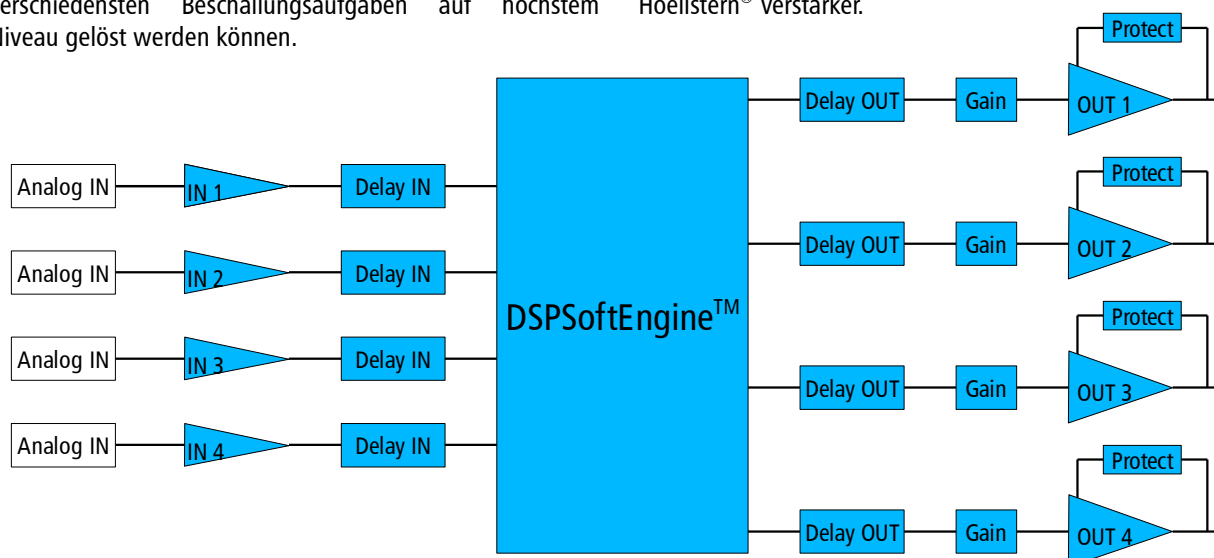 erschiedensten Beschallungsaufgaben auf höchstem
Niveau gelöst werden können.
Hoellstern® Verstärker.
Protect
Delay OUT
Gain
OUT 1
Analog IN
IN 1
Delay IN
Protect
Delay OUT
Gain
OUT 2
Analog IN
IN 2
Delay IN
DSPSoftEngine™
Protect
Analog IN
IN 3
Delay IN
Delay OUT
Gain
OUT 3
Analog IN
IN 4
Delay IN
Protect
Delay OUT
Gain
OUT 4